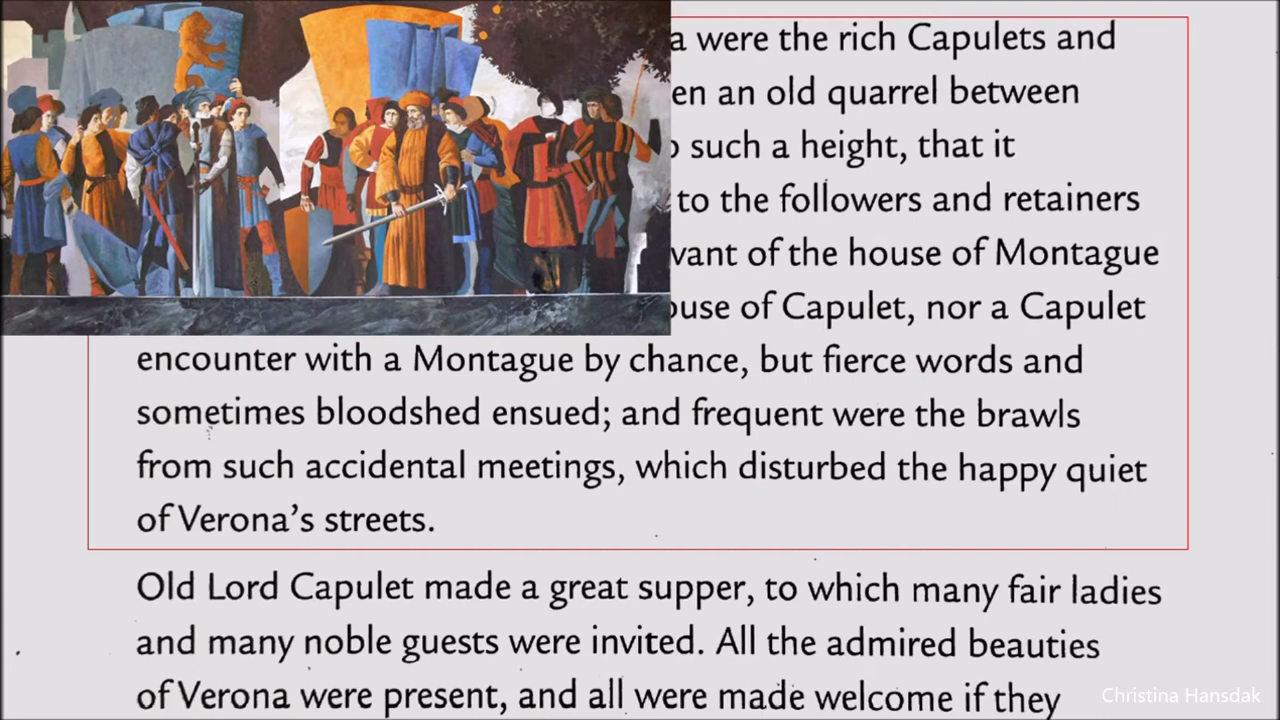 a were the rich Capulets and
en an old quarrel between
such a height, that it
to the followers and retainers
vant of the house of Montague
ouse of Capulet, nor a Capulet
encounter with a Montague by chance, but fierce words and
sometimes bloodshed ensued; and frequent were the brawls
from such accidental meetings, which disturbed the happy quiet
of Verona's streets.
Old Lord Capulet made a great supper, to which many fair ladies
and many noble guests were invited. All the admired beauties
of Verona were present, and all were made welcome if they
Christina Hansdak